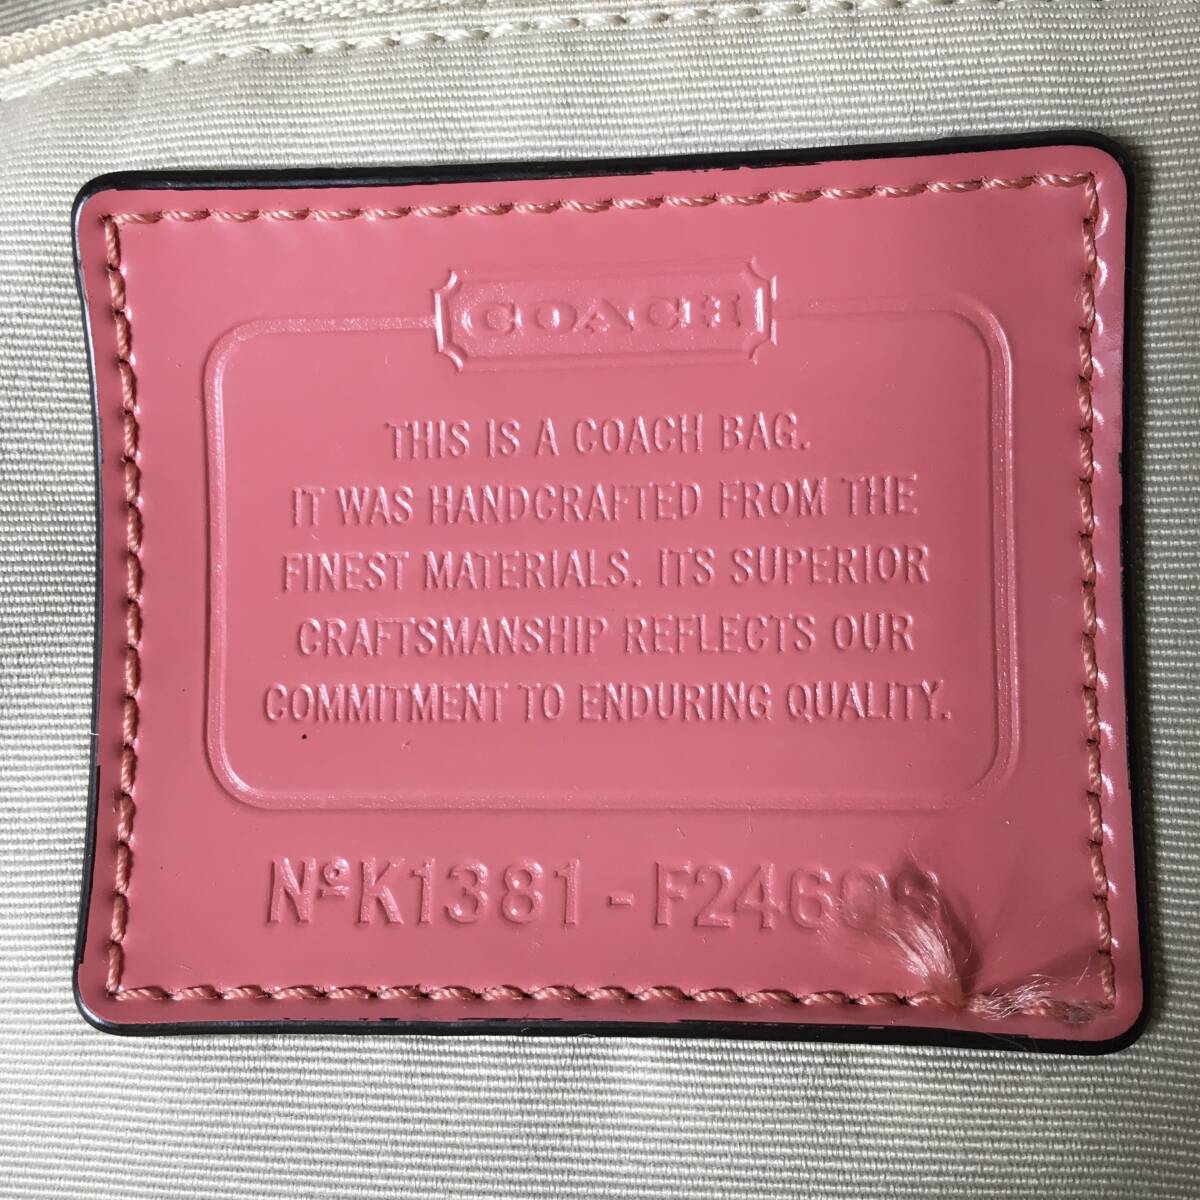 COACH
THIS IS A COACH BAG.
IT WAS HANDCRAFTED FROM THE
FINEST MATERIALS. ITS SUPERIOR
CRAFTSMANSHIP REFLECTS OUR
COMMITMENT TO ENDURING QUALITY.
NºK1381 -